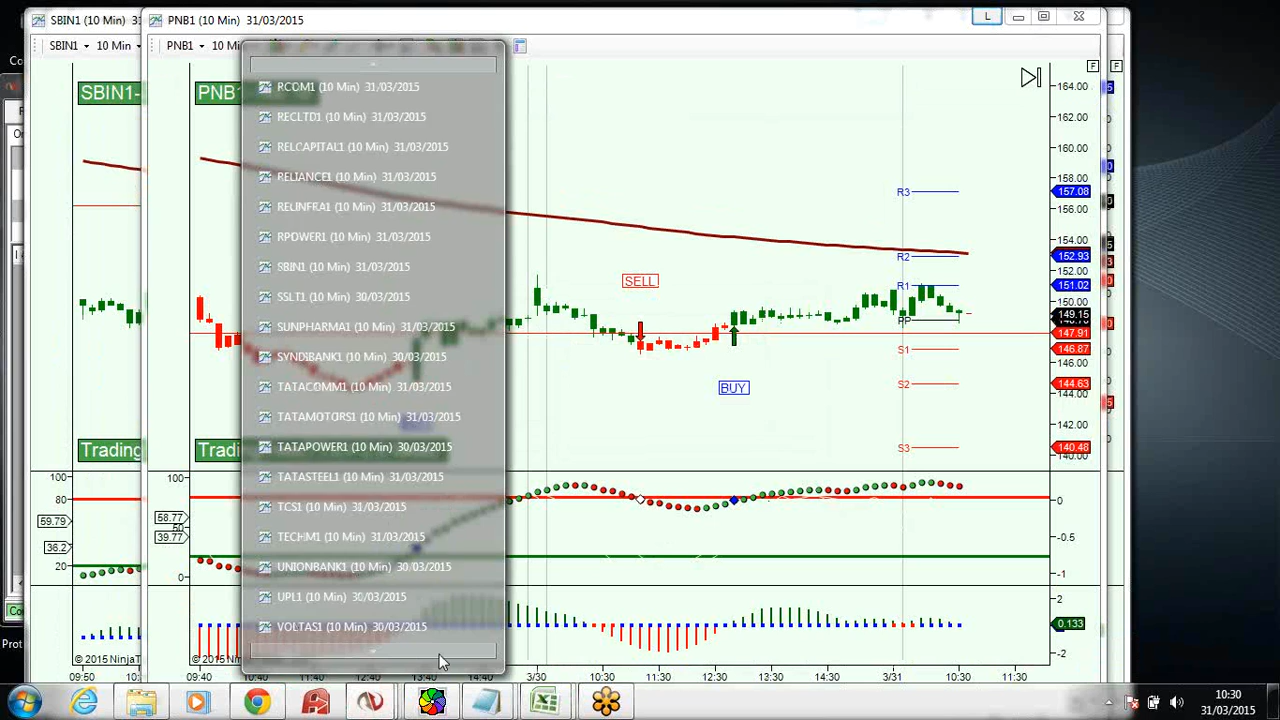 SBIN1 (10 Min)
PNB1 (10 Min) 31/03/2015
L
SBIN1
10 Min
PNB1
SBIN1-
PNB1
F
F
RCOM1 (10 Min) 31/03/2015
RECLTD1 (10 Min) 31/03/2015
RELCAPITAL1 (10 Min) 31/03/2015
RELIANCE1 (10 Min) 31/03/2015
RELINFRA1 (10 Min) 31/03/2015
RPOWER1 (10 Min) 31/03/2015
SBIN1 (10 Min) 31/03/2015
SSLT1 (10 Min) 30/03/2015
SUNPHARMA1 (10 Min) 31/03/2015
SYNDIBANK1 (10 Min) 30/03/2015
TATACOMM1 (10 Min) 31/03/2015
TATAMOTORS1 (10 Min) 31/03/2015
TATAPOWER1 (10 Min) 30/03/2015
TATASTEEL1 (10 Min) 31/03/2015
TCS1 (10 Min) 31/03/2015
TECHM1 (10 Min) 31/03/2015
UNIONBANK1 (10 Min) 30/03/2015
UPL1 (10 Min) 30/03/2015
VOLTAS1 (10 Min) 30/03/2015
SELL
BUY
R3
R2
R1
PP
S1
S2
S3
164.00
162.00
160.00
158.00
157.08
156.00
154.00
152.93
152.00
151.02
150.00
149.15
147.91
146.87
144.63
144.00
142.00
140.48
140.00
Trading
100
80
59.79
36.2
20
Tradi
100
58.77
39.77
0
0
-0.5
-1
2
0.133
-2
© 2015 NinjaT
© 2015 N
09:50
09:40
10:40
11:40
12:40
13:40
3/30
10:30
11:30
12:30
13:30
14:30
3/31
10:30
11:30
10:30
31/03/2015